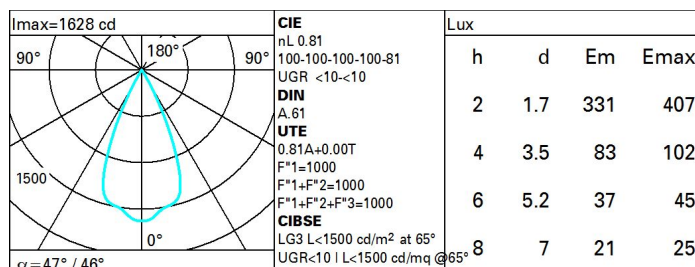 Imax=1628 cd
90°
180°
90°
1500
0°
α=47° / 46°
CIE
nL 0.81
100-100-100-100-81
UGR <10-<10
DIN
A.61
UTE
0.81A+0.00T
F"1=1000
F"1+F"2=1000
F"1+F"2+F"3=1000
CIBSE
LG3 L<1500 cd/m² at 65°
UGR<10 | L<1500 cd/mq @65°
Lux
h d Em Emax
2 1.7 331 407
4 3.5 83 102
6 5.2 37 45
8 7 21 25